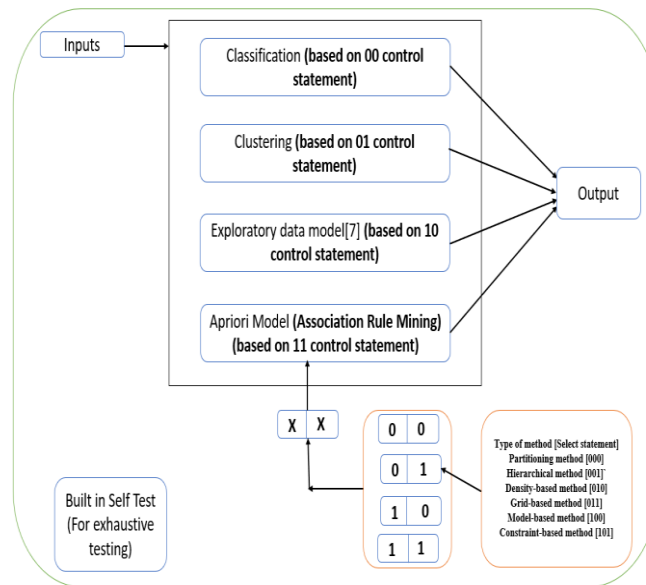 Inputs
Classification (based on 00 control
statement)
Clustering (based on 01 control
statement)
Exploratory data model[7] (based on 10
control statement)
Apriori Model (Association Rule Mining)
(based on 11 control statement)
Output
X X
0 0
0 1
1 0
1 1
Type of method [Select statement]
Partitioning method [000]
Hierarchical method [001]`
Density-based method [010]
Grid-based method [011]
Model-based method [100]
Constraint-based method [101]
Built in Self Test
(For exhaustive
testing)